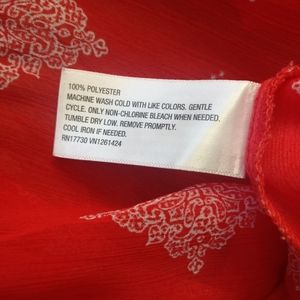 100% POLYESTER
MACHINE WASH COLD WITH LIKE COLORS. GENTLE
CYCLE. ONLY NON-CHLORINE BLEACH WHEN NEEDED,
TUMBLE DRY LOW. REMOVE PROMPTLY.
COOL IRON IF NEEDED.
RN17730 VN1261424